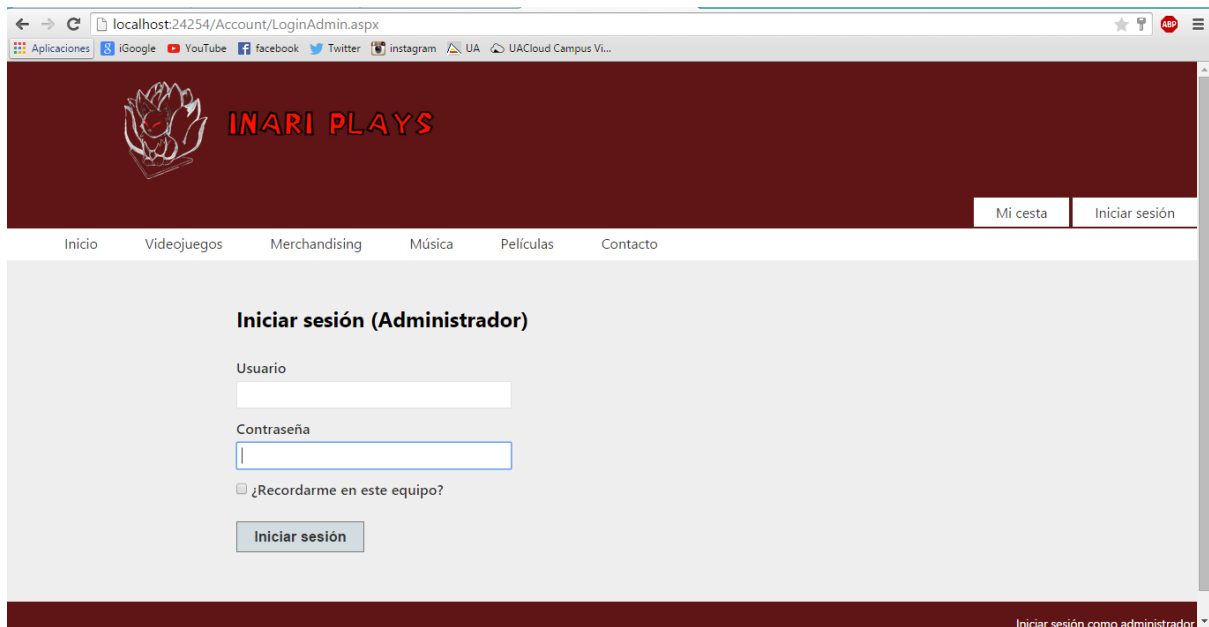 localhost:24254/Account/LoginAdmin.aspx
ABP
Aplicaciones 8 iGoogle YouTube f facebook Twitter instagram UA UACloud Campus Vi...
INARI PLAYS
Mi cesta Iniciar sesión
Inicio Videojuegos Merchandising Música Películas Contacto
Iniciar sesión (Administrador)
Usuario
Contraseña
¿Recordarme en este equipo?
Iniciar sesión
Iniciar sesión como administrador